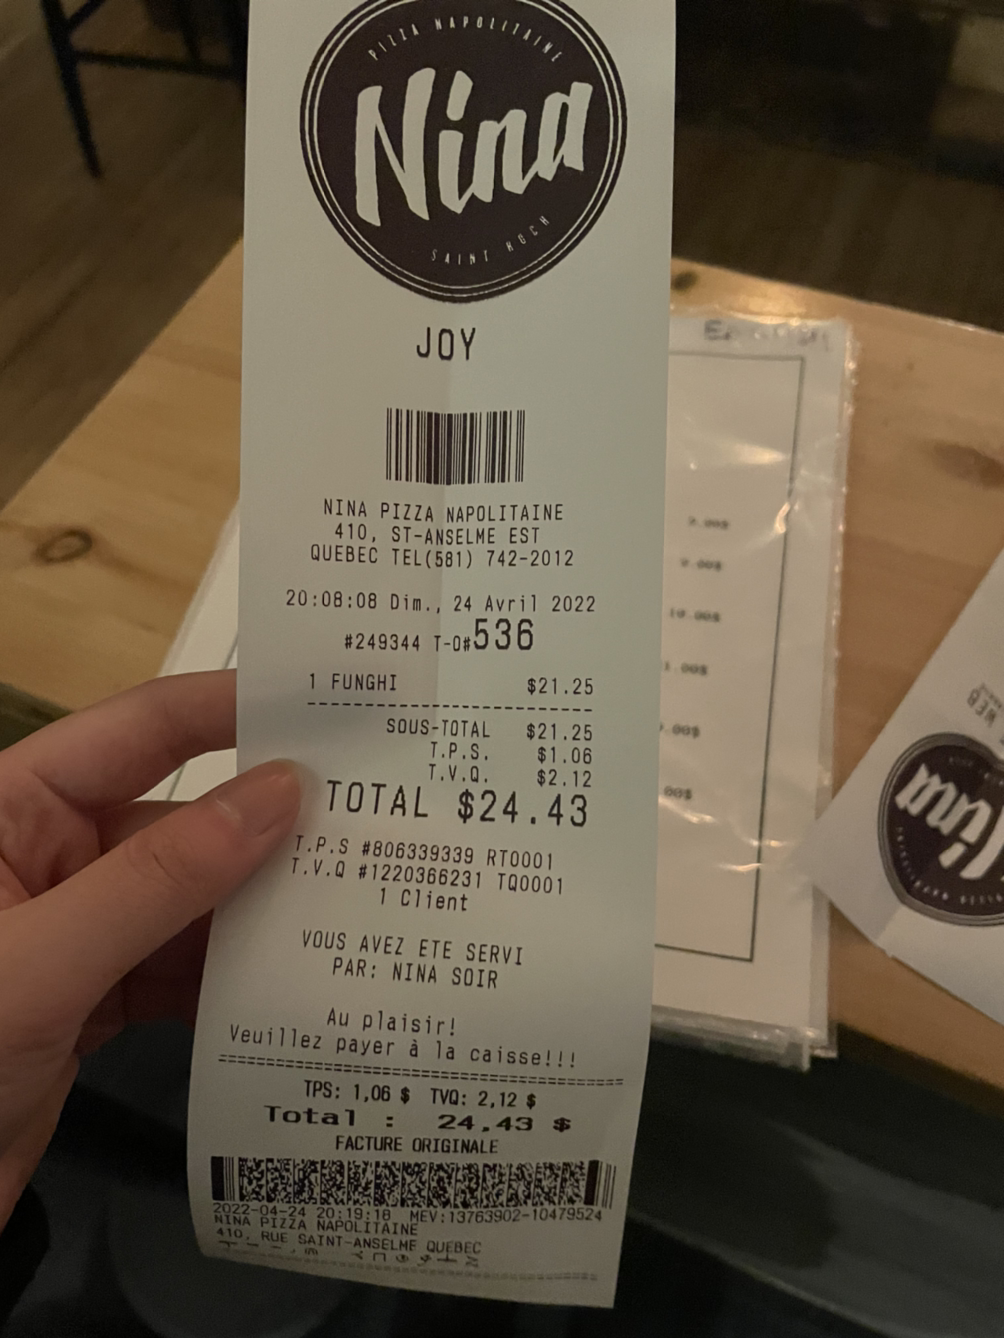 PIZZA NAPOLITAINE
Nina
SAINT ROCH
JOY
NINA PIZZA NAPOLITAINE
410, ST-ANSELME EST
QUEBEC TEL(581) 742-2012
20:08:08 Dim., 24 Avril 2022
#249344 T-O#536
1 FUNGHI $21.25
SOUS-TOTAL $21.25
T.P.S. $1.06
T.V.Q. $2.12
TOTAL $24.43
T.P.S #806339339 RT0001
T.V.Q #1220366231 TQ0001
1 Client
VOUS AVEZ ETE SERVI
PAR: NINA SOIR
Au plaisir!
Veuillez payer à la caisse!!!
TPS: 1,06 $ TVQ: 2,12 $
Total : 24,43 $
FACTURE ORIGINALE
2022-04-24 20:19:18 MEV:13763902-10479524
NINA PIZZA NAPOLITAINE
410, RUE SAINT-ANSELME QUEBEC
WEB
Nina